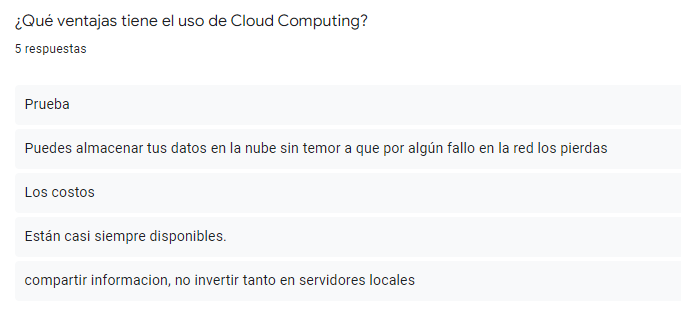 ¿Qué ventajas tiene el uso de Cloud Computing?
5 respuestas
Prueba
Puedes almacenar tus datos en la nube sin temor a que por algún fallo en la red los pierdas
Los costos
Están casi siempre disponibles.
compartir informacion, no invertir tanto en servidores locales